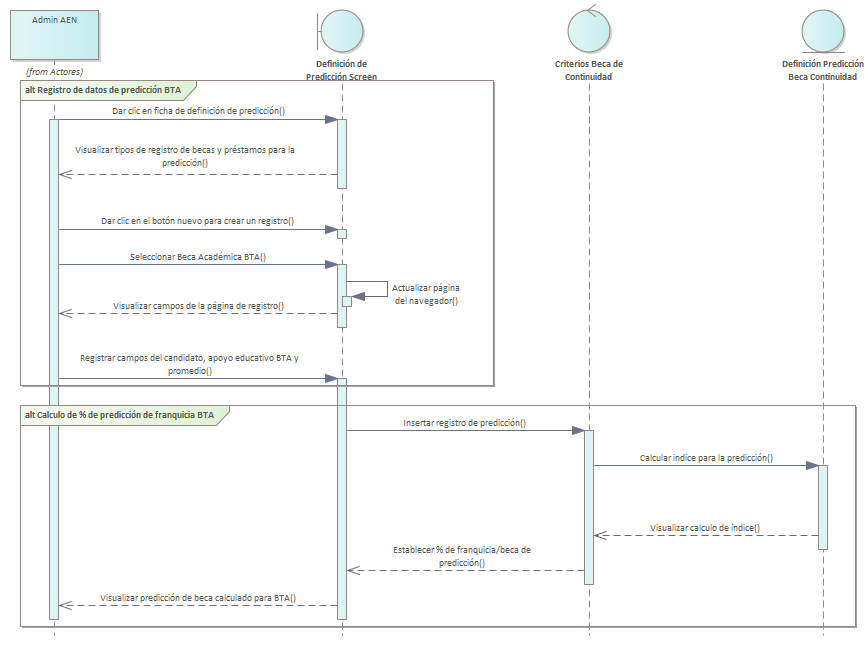 Admin AEN
(from Actores)
Definición de
Predicción Screen
Criterios Beca de
Continuidad
Definición Predicción
Beca Continuidad
alt Registro de datos de predicción BTA
Dar clic en ficha de definición de predicción()
Visualizar tipos de registro de becas y préstamos para la
predicción()
Dar clic en el botón nuevo para crear un registro()
Seleccionar Beca Académica BTA()
Actualizar página
del navegador()
Visualizar campos de la página de registro()
Registrar campos del candidato, apoyo educativo BTA y
promedio()
alt Calculo de % de predicción de franquicia BTA
Insertar registro de predicción()
Calcular indice para la predicción()
Visualizar calculo de índice()
Establecer % de franquicia/beca de
predicción()
Visualizar predicción de beca calculado para BTA()